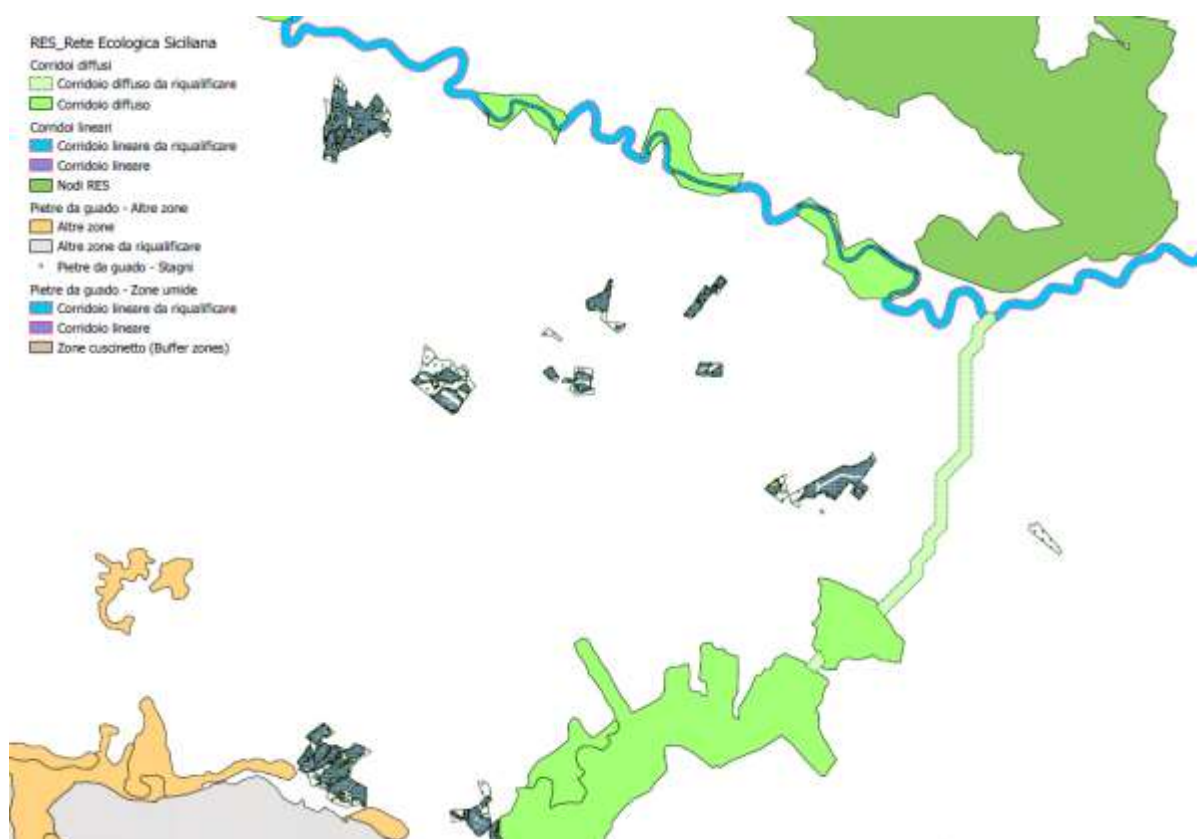 RES_Rete Ecologica Siciliana
Corridoi diffusi
Corridoio diffuso da riqualificare
Corridoio diffuso
Corridoi lineari
Corridoio lineare da riqualificare
Corridoio lineare
Nodi RES
Pietre da guado - Altre zone
Altre zone
Altre zone da riqualificare
Pietre da guado - Stagni
Pietre da guado - Zone umide
Corridoio lineare da riqualificare
Corridoio lineare
Zone cuscinetto (Buffer zones)